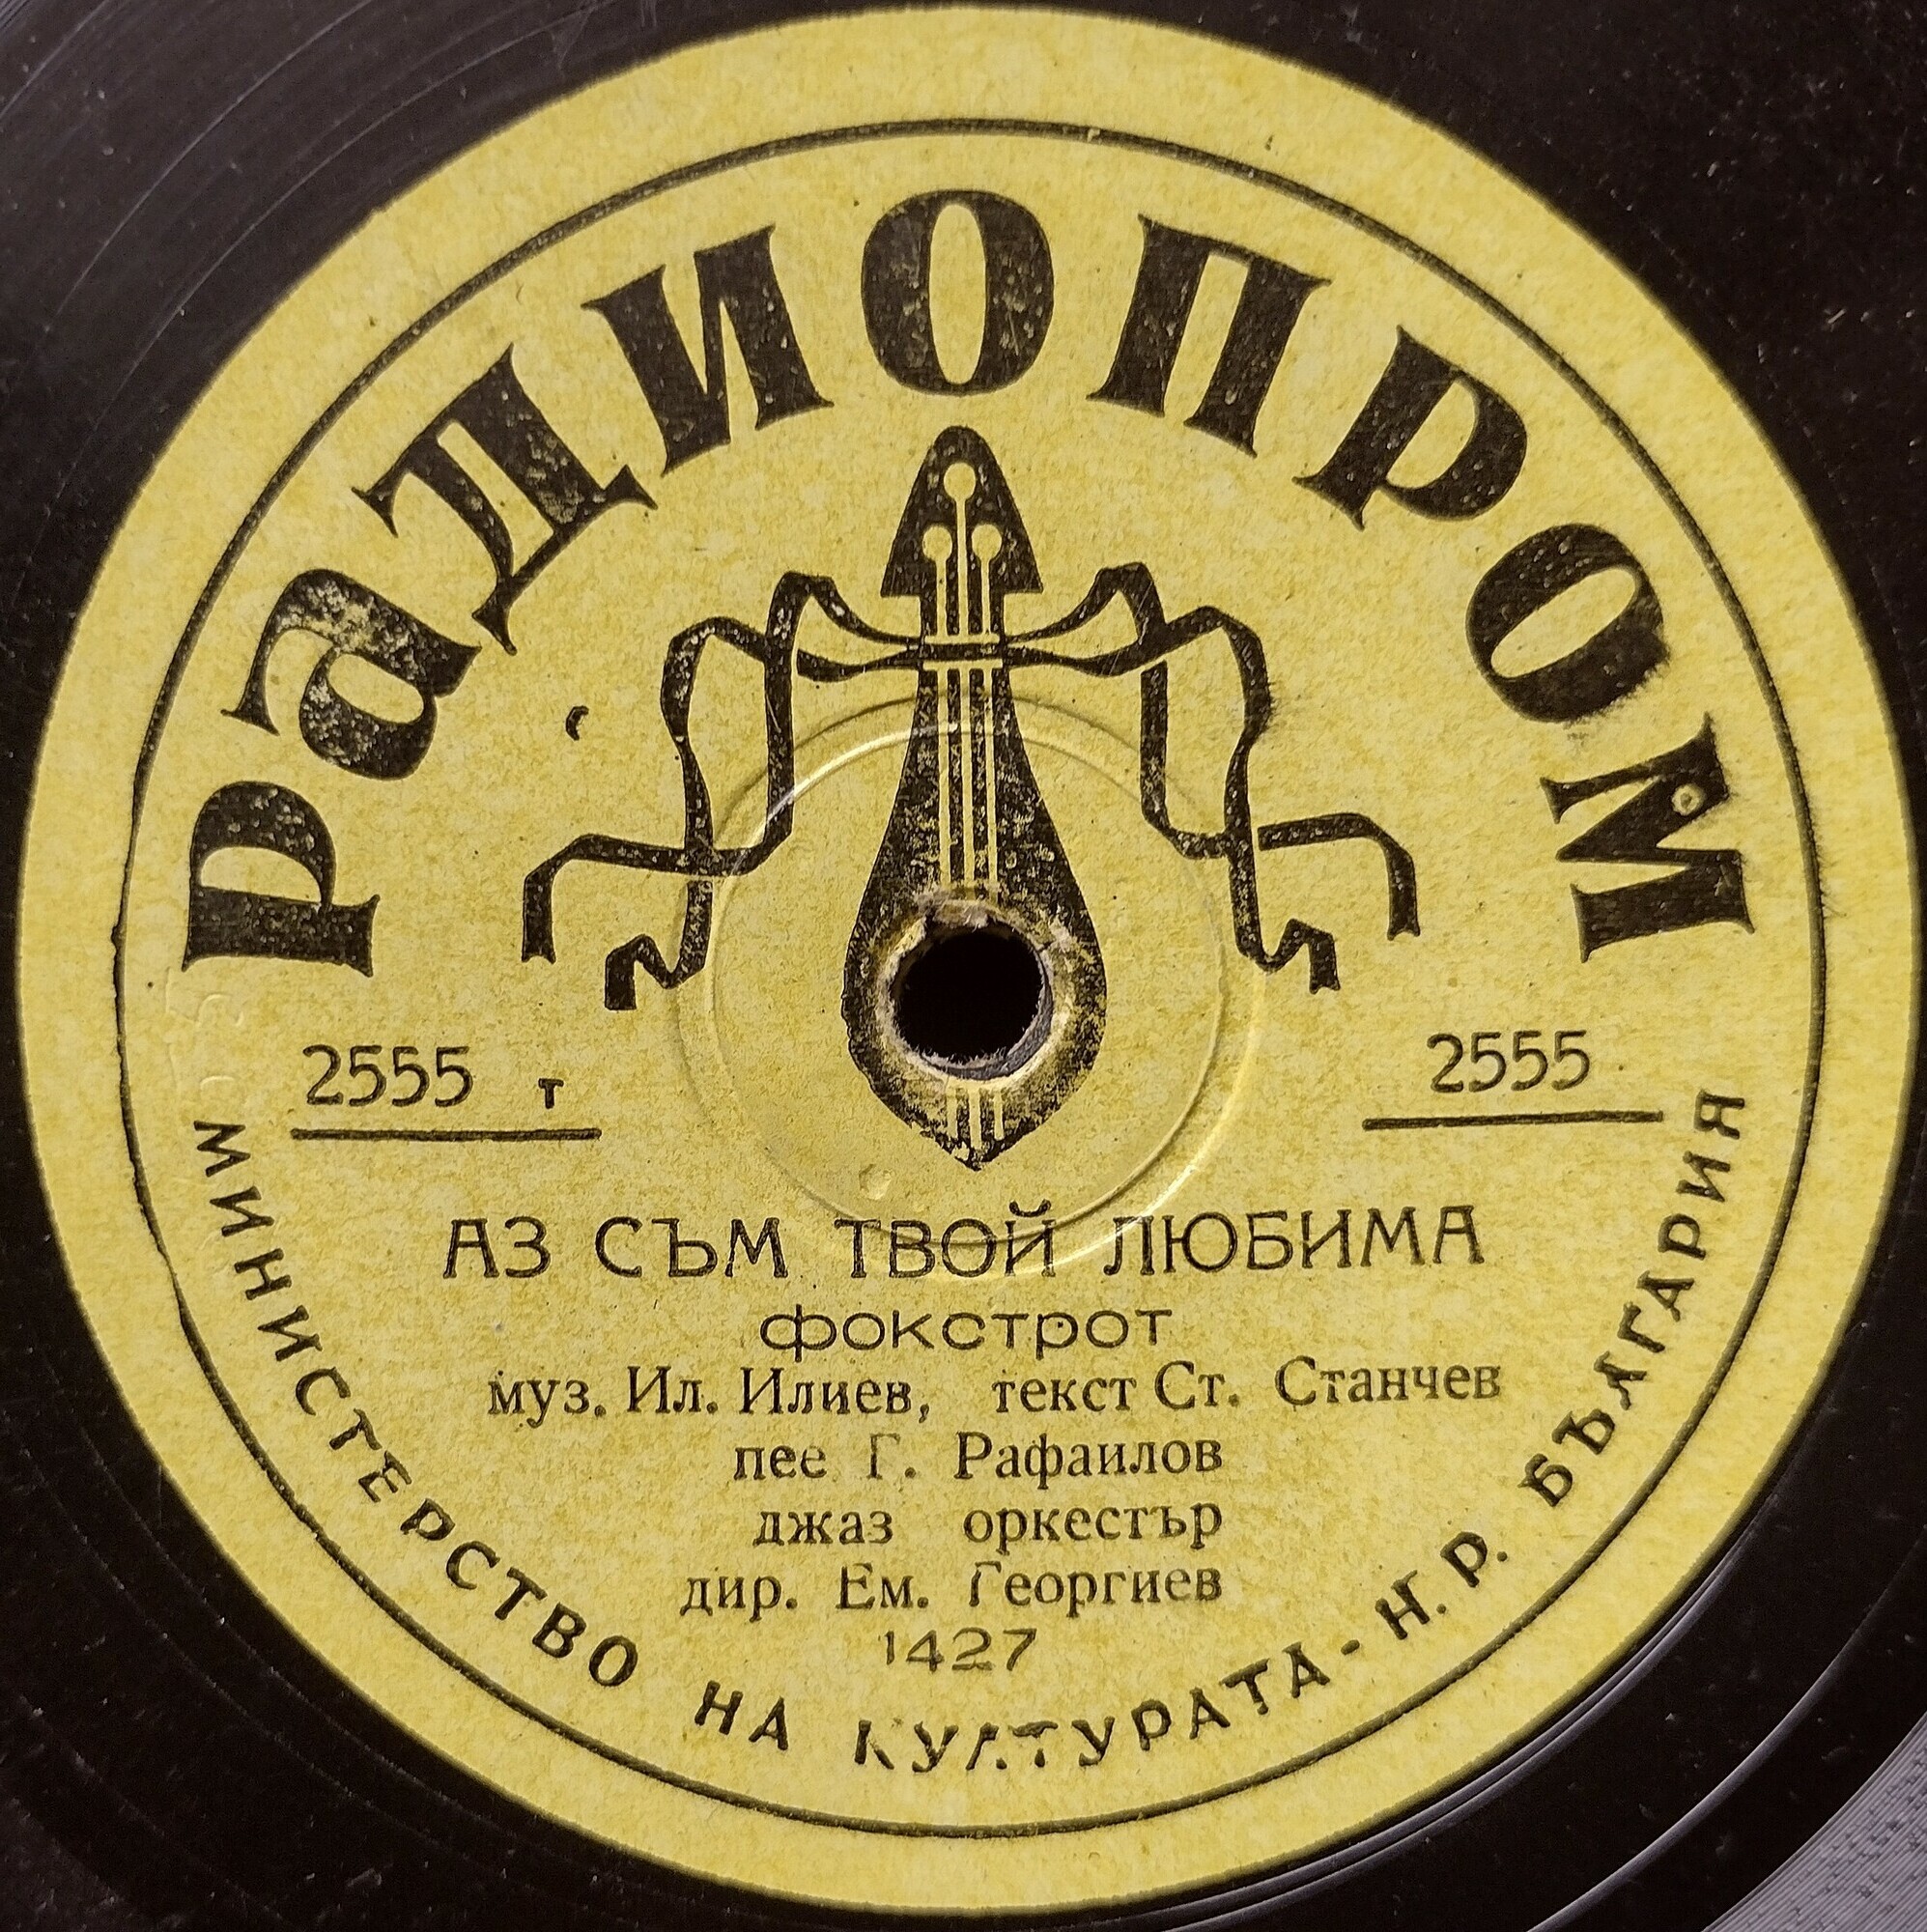 Радиопром
2555 т
2555
АЗ СЪМ ТВОЙ ЛЮБИМА
фокстрот
муз. Ил. Илиев, текст Ст. Станчев
пее Г. Рафаилов
джаз оркестър
дир. Ем. Георгиев
1427
МИНИСТЕРСТВО НА КУЛТУРАТА - Н. Р. БЪЛГАРИЯ